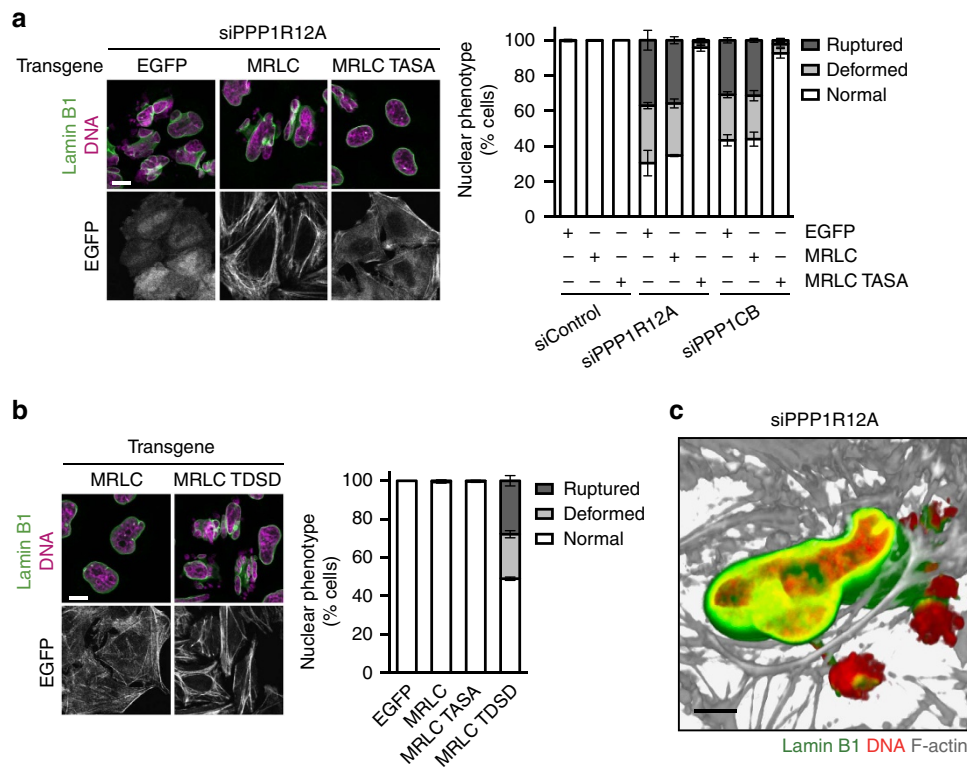 a
siPPP1R12A
Transgene EGFP MRLC MRLC TASA
Lamin B1
DNA
EGFP
Nuclear phenotype
(% cells)
100
80
60
40
20
0
Ruptured
Deformed
Normal
+ − − + − − + − − EGFP
− + − − + − − + − MRLC
− − + − − + − − + MRLC TASA
siControl siPPP1R12A siPPP1CB
b
Transgene
MRLC MRLC TDSD
Lamin B1
DNA
EGFP
Nuclear phenotype
(% cells)
100
80
60
40
20
0
Ruptured
Deformed
Normal
EGFP MRLC MRLC TASA MRLC TDSD
c
siPPP1R12A
Lamin B1 DNA F-actin